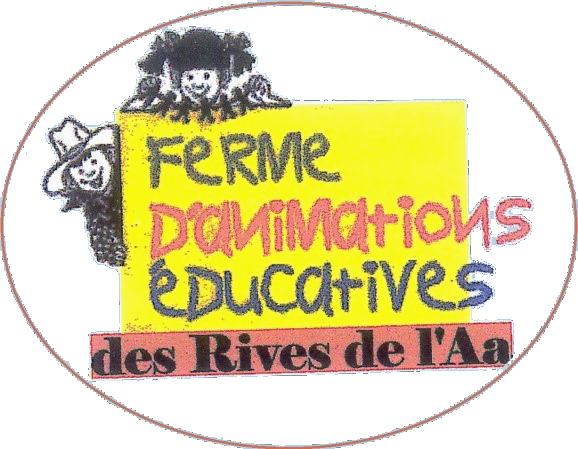 FeRMe
D'aniMations
éDucatives
des Rives de l'Aa